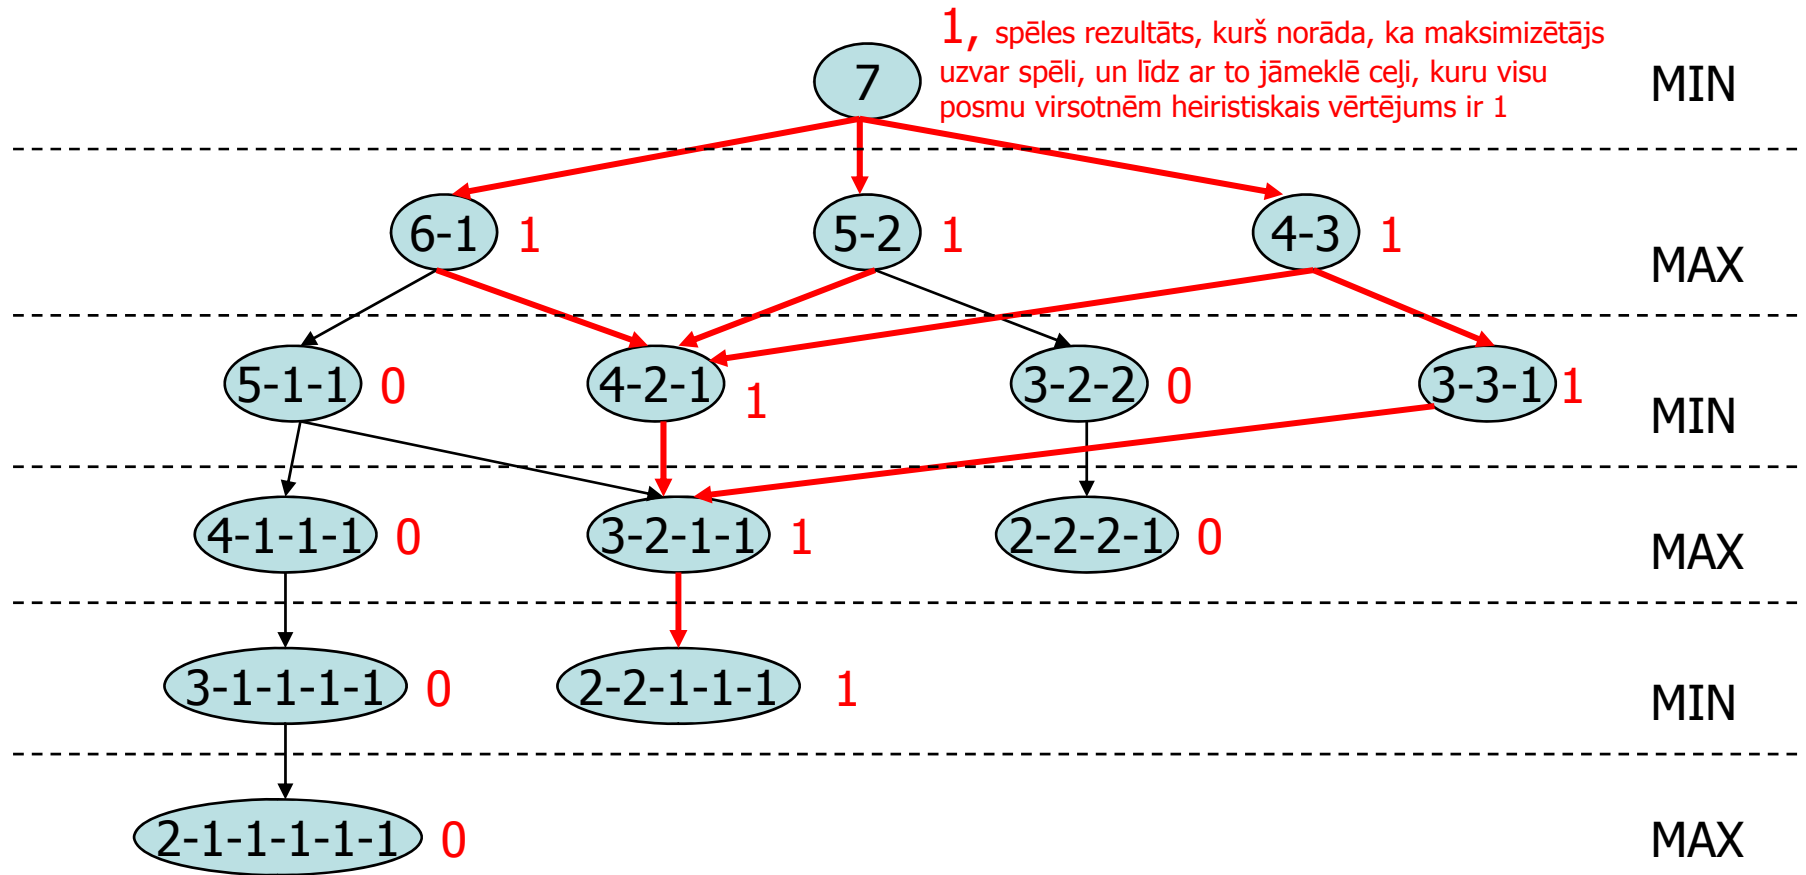 1, spēles rezultāts, kurš norāda, ka maksimizētājs
uzvar spēli, un līdz ar to jāmeklē ceļi, kuru visu
posmu virsotnēm heiristiskais vērtējums ir 1
7 MIN
6-1 1 5-2 1 4-3 1
MAX
5-1-1 0 4-2-1 1 3-2-2 0 3-3-1 1
MIN
4-1-1-1 0 3-2-1-1 1 2-2-2-1 0
MAX
3-1-1-1-1 0 2-2-1-1-1 1
MIN
2-1-1-1-1-1 0
MAX